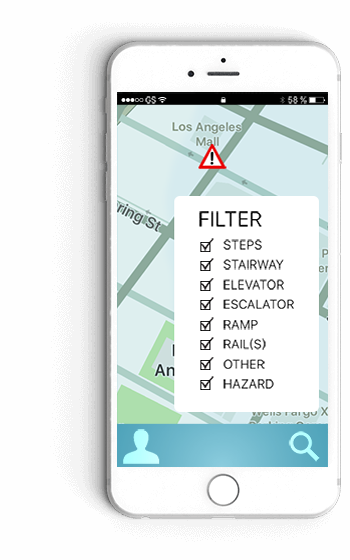 GS 58 %
Los Angeles
Mall
ring St
FILTER
STEPS
STAIRWAY
ELEVATOR
ESCALATOR
RAMP
RAIL(S)
OTHER
HAZARD
An
Wells Fargo